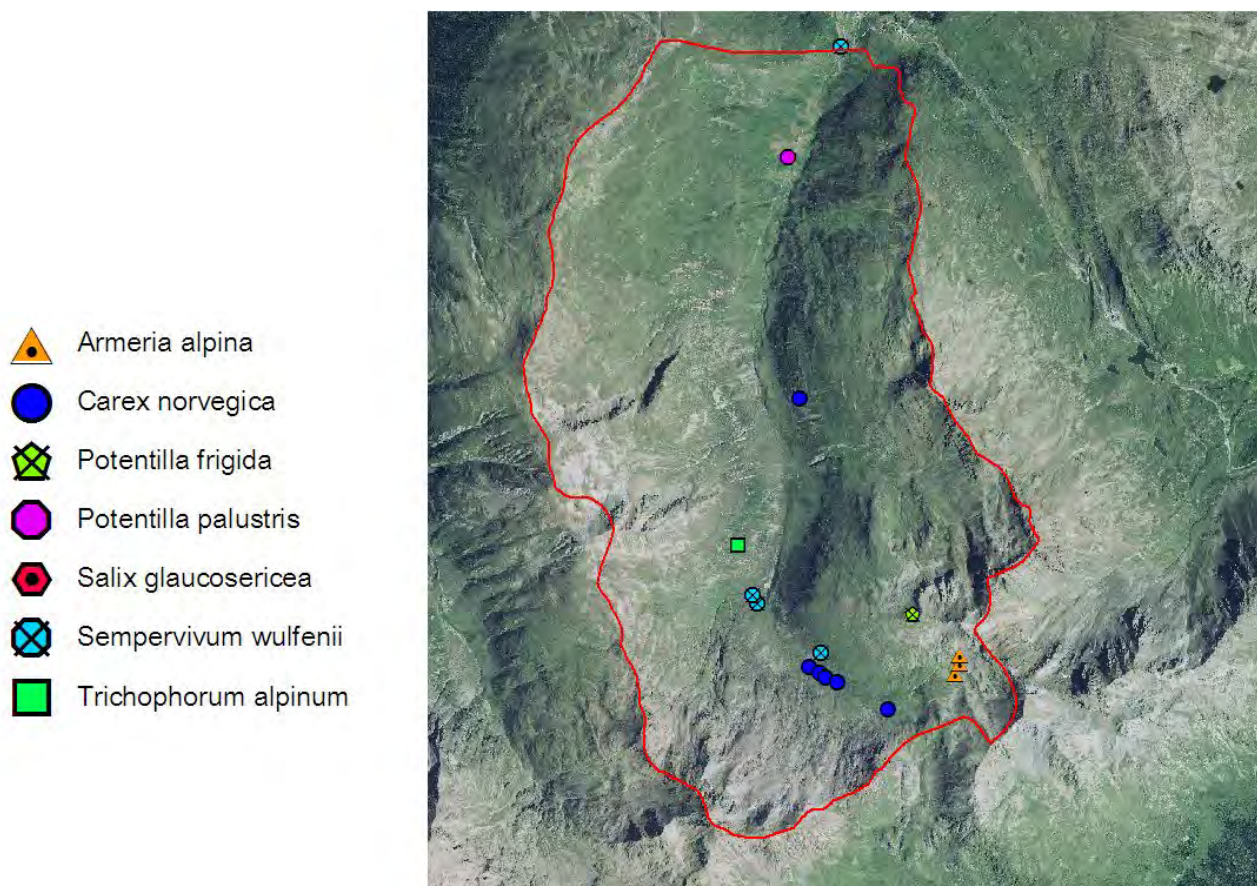 Armeria alpina
Carex norvegica
Potentilla frigida
Potentilla palustris
Salix glaucosericea
Sempervivum wulfenii
Trichophorum alpinum